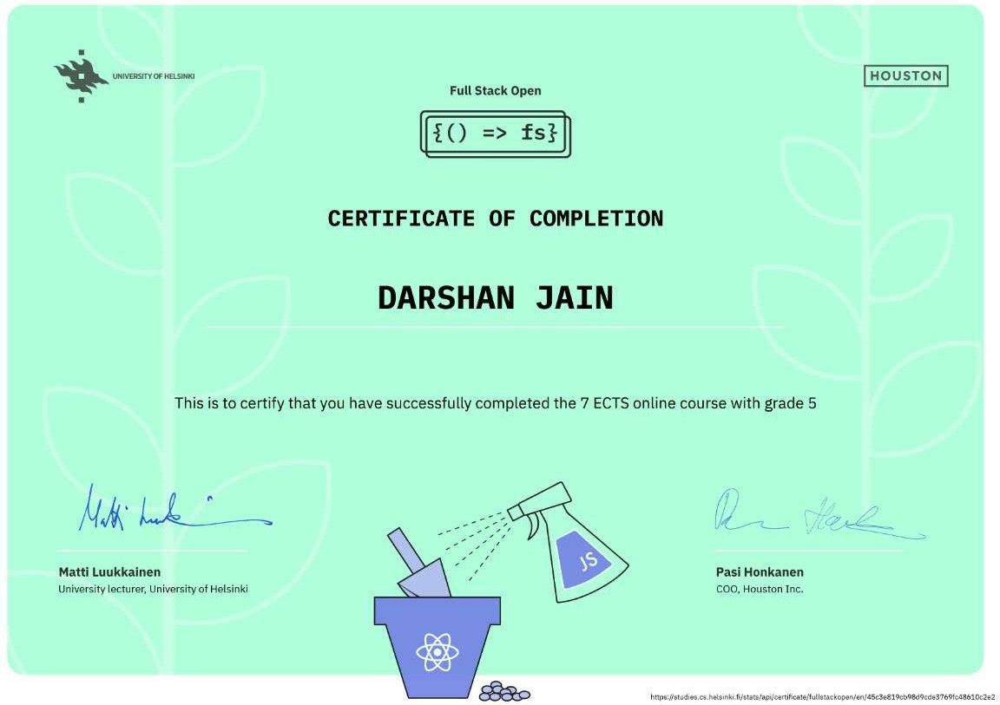 UNIVERSITY OF HELSINKI
HOUSTON
Full Stack Open
{() => fs}
CERTIFICATE OF COMPLETION
DARSHAN JAIN
This is to certify that you have successfully completed the 7 ECTS online course with grade 5
JS
Matti Luukkainen
University lecturer, University of Helsinki
Pasi Honkanen
COO, Houston Inc.
https://studies.cs.helsinki.fi/stats/api/certificate/fullstackopen/en/45c3e819cb98d9cde3769fc48610c2e2